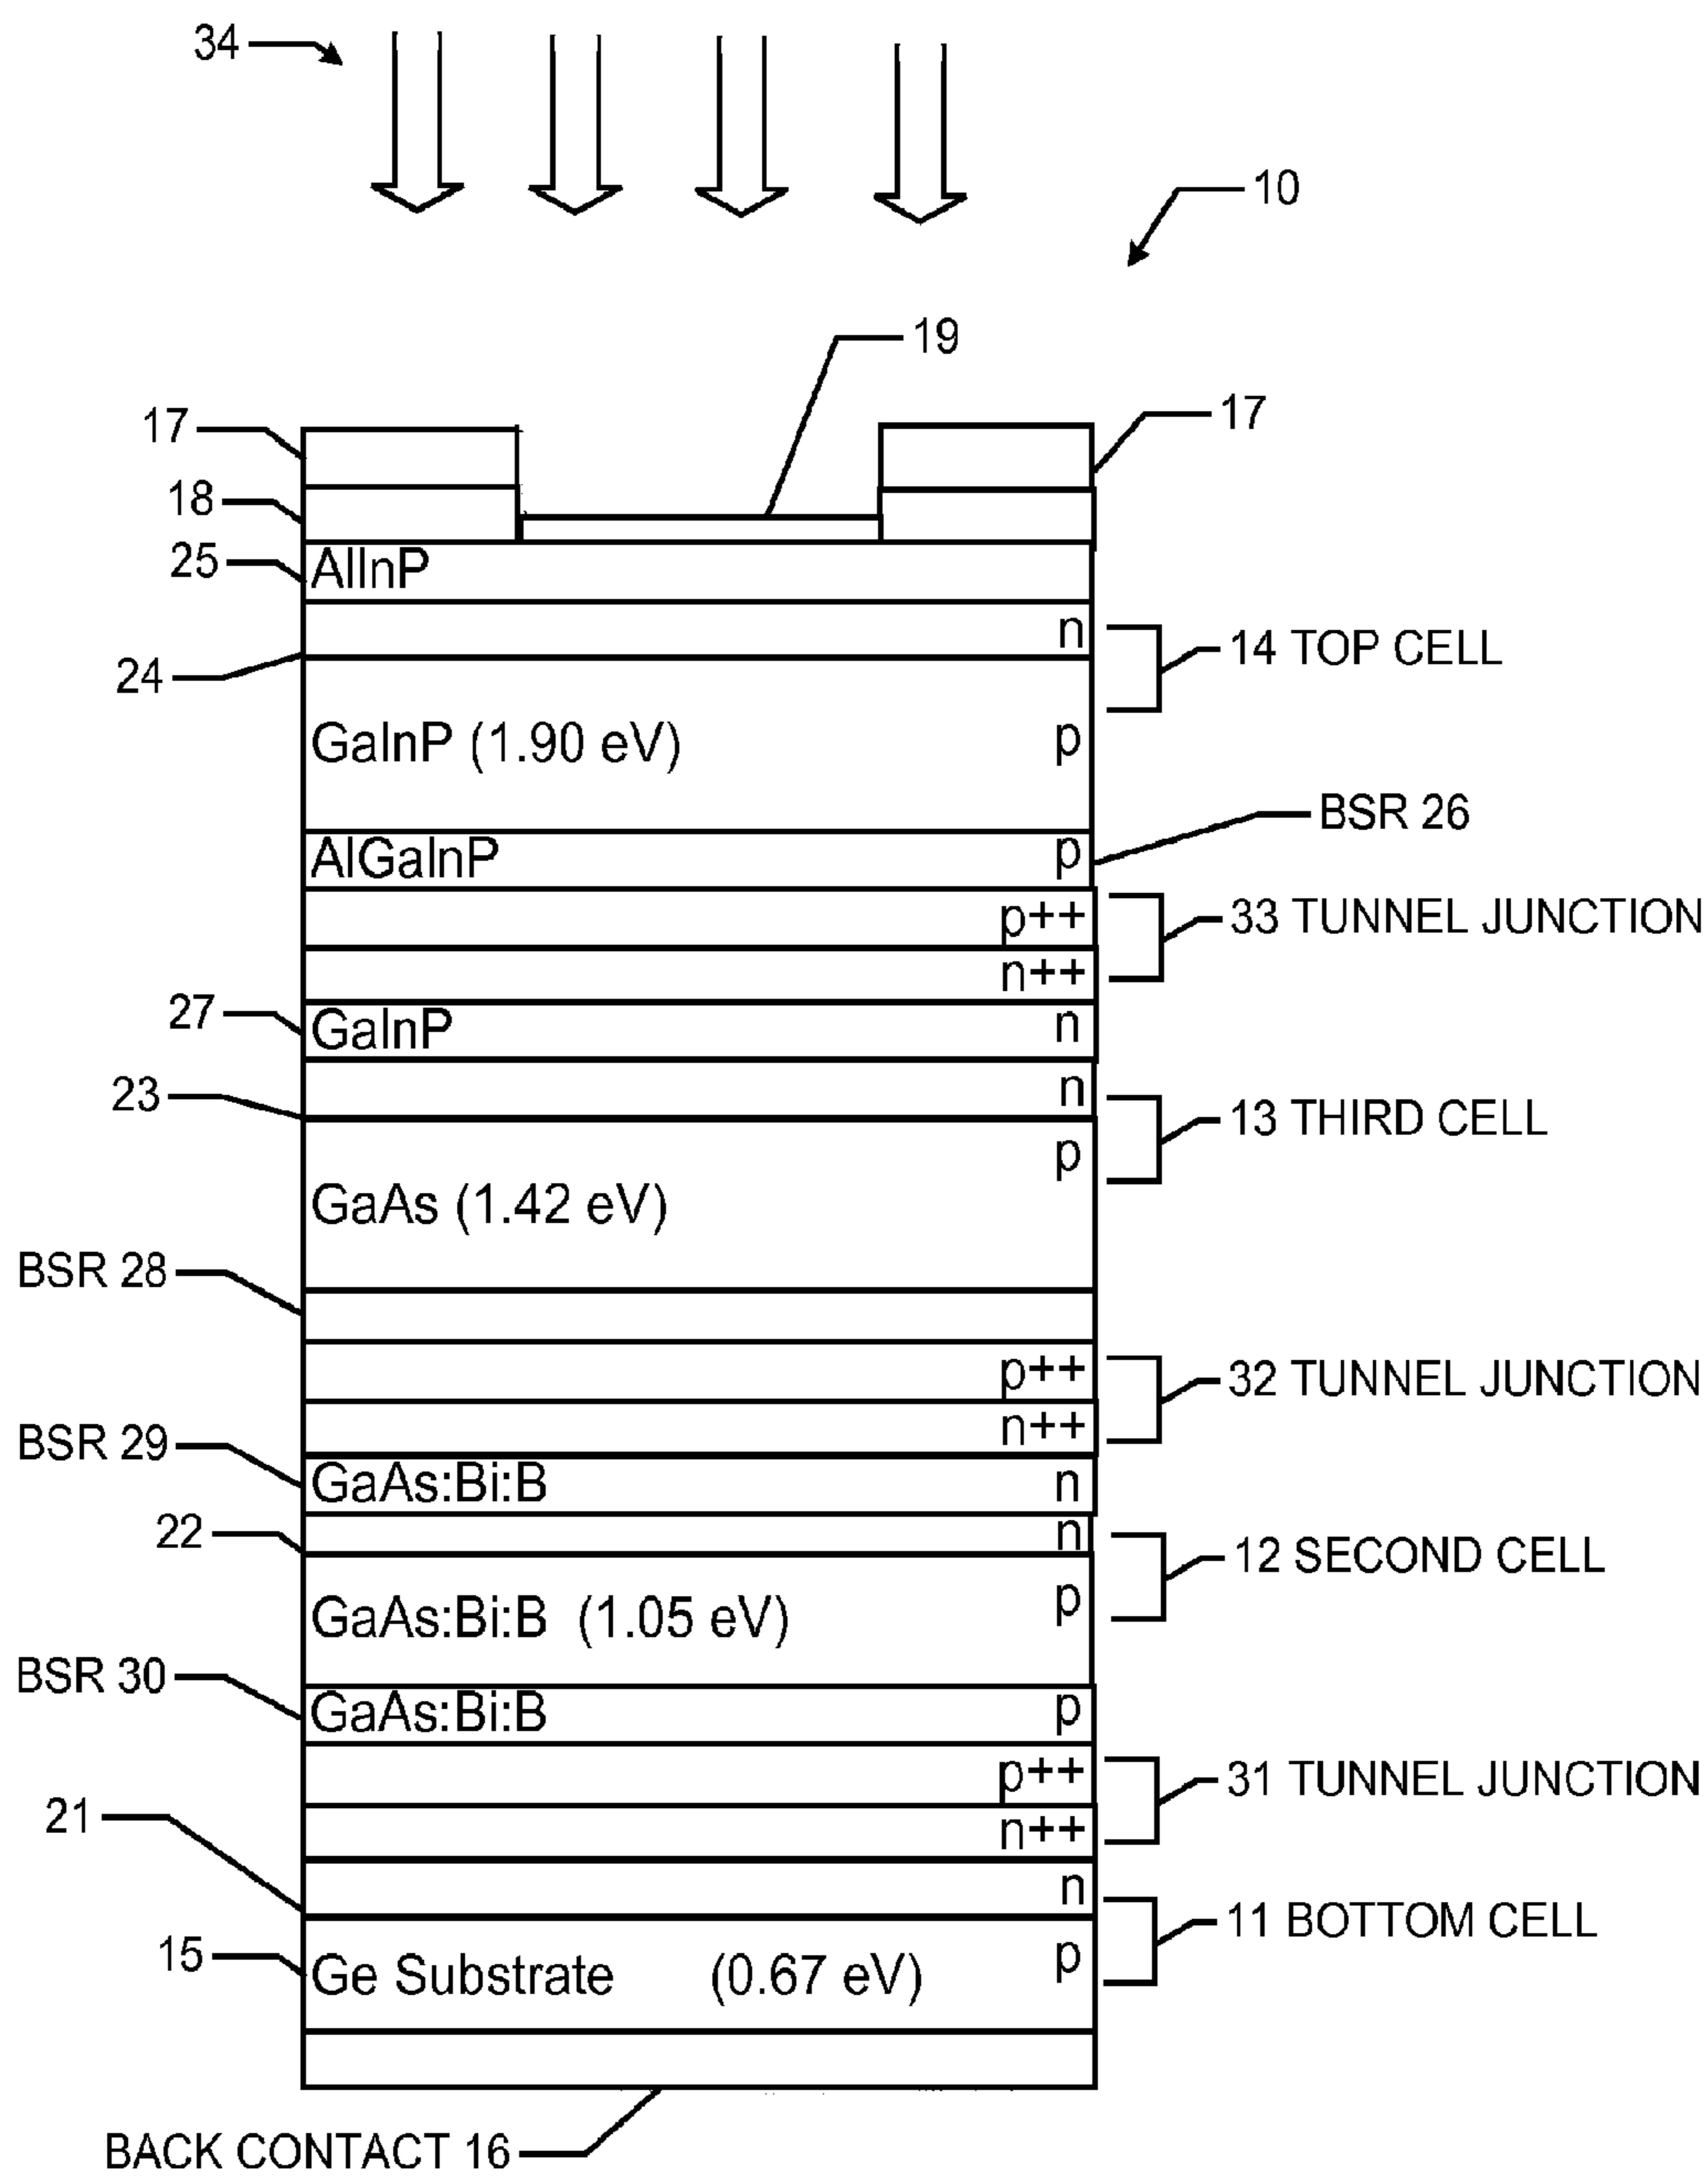 34
10
19
17
17
18
25
AlInP
n
14 TOP CELL
24
GaInP (1.90 eV)
p
BSR 26
AlGaInP
p
p++
33 TUNNEL JUNCTION
n++
27
GaInP
n
23
n
13 THIRD CELL
p
GaAs (1.42 eV)
BSR 28
p++
32 TUNNEL JUNCTION
n++
BSR 29
GaAs:Bi:B
n
22
n
12 SECOND CELL
GaAs:Bi:B (1.05 eV)
p
BSR 30
GaAs:Bi:B
p
p++
31 TUNNEL JUNCTION
21
n++
n
11 BOTTOM CELL
15
Ge Substrate (0.67 eV)
p
BACK CONTACT 16